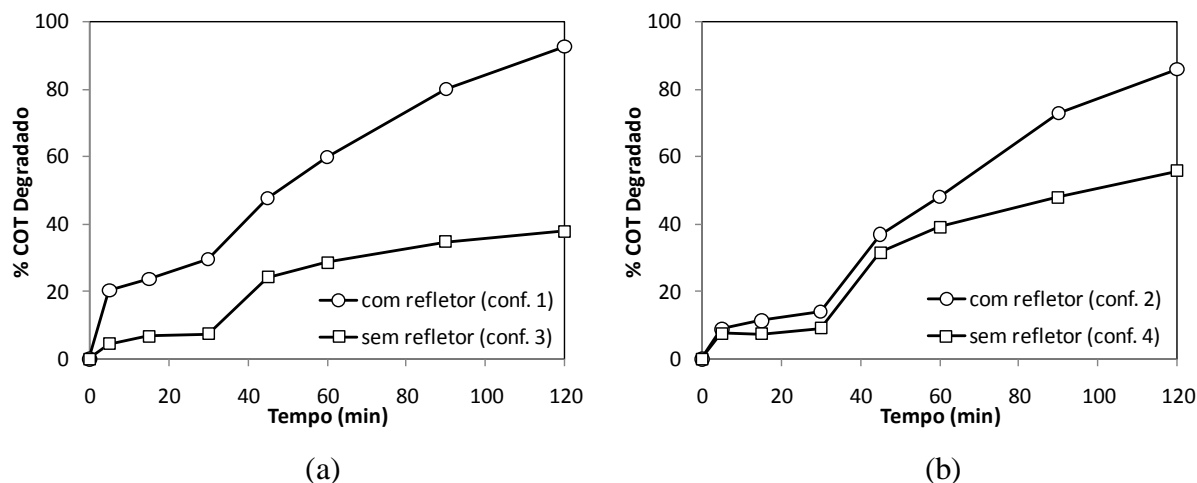 100
80
60
40
20
0
% COT Degradado
0 20 40 60 80 100 120
Tempo (min)
com refletor (conf. 1)
sem refletor (conf. 3)
(a)
100
80
60
40
20
0
% COT Degradado
0 20 40 60 80 100 120
Tempo (min)
com refletor (conf. 2)
sem refletor (conf. 4)
(b)